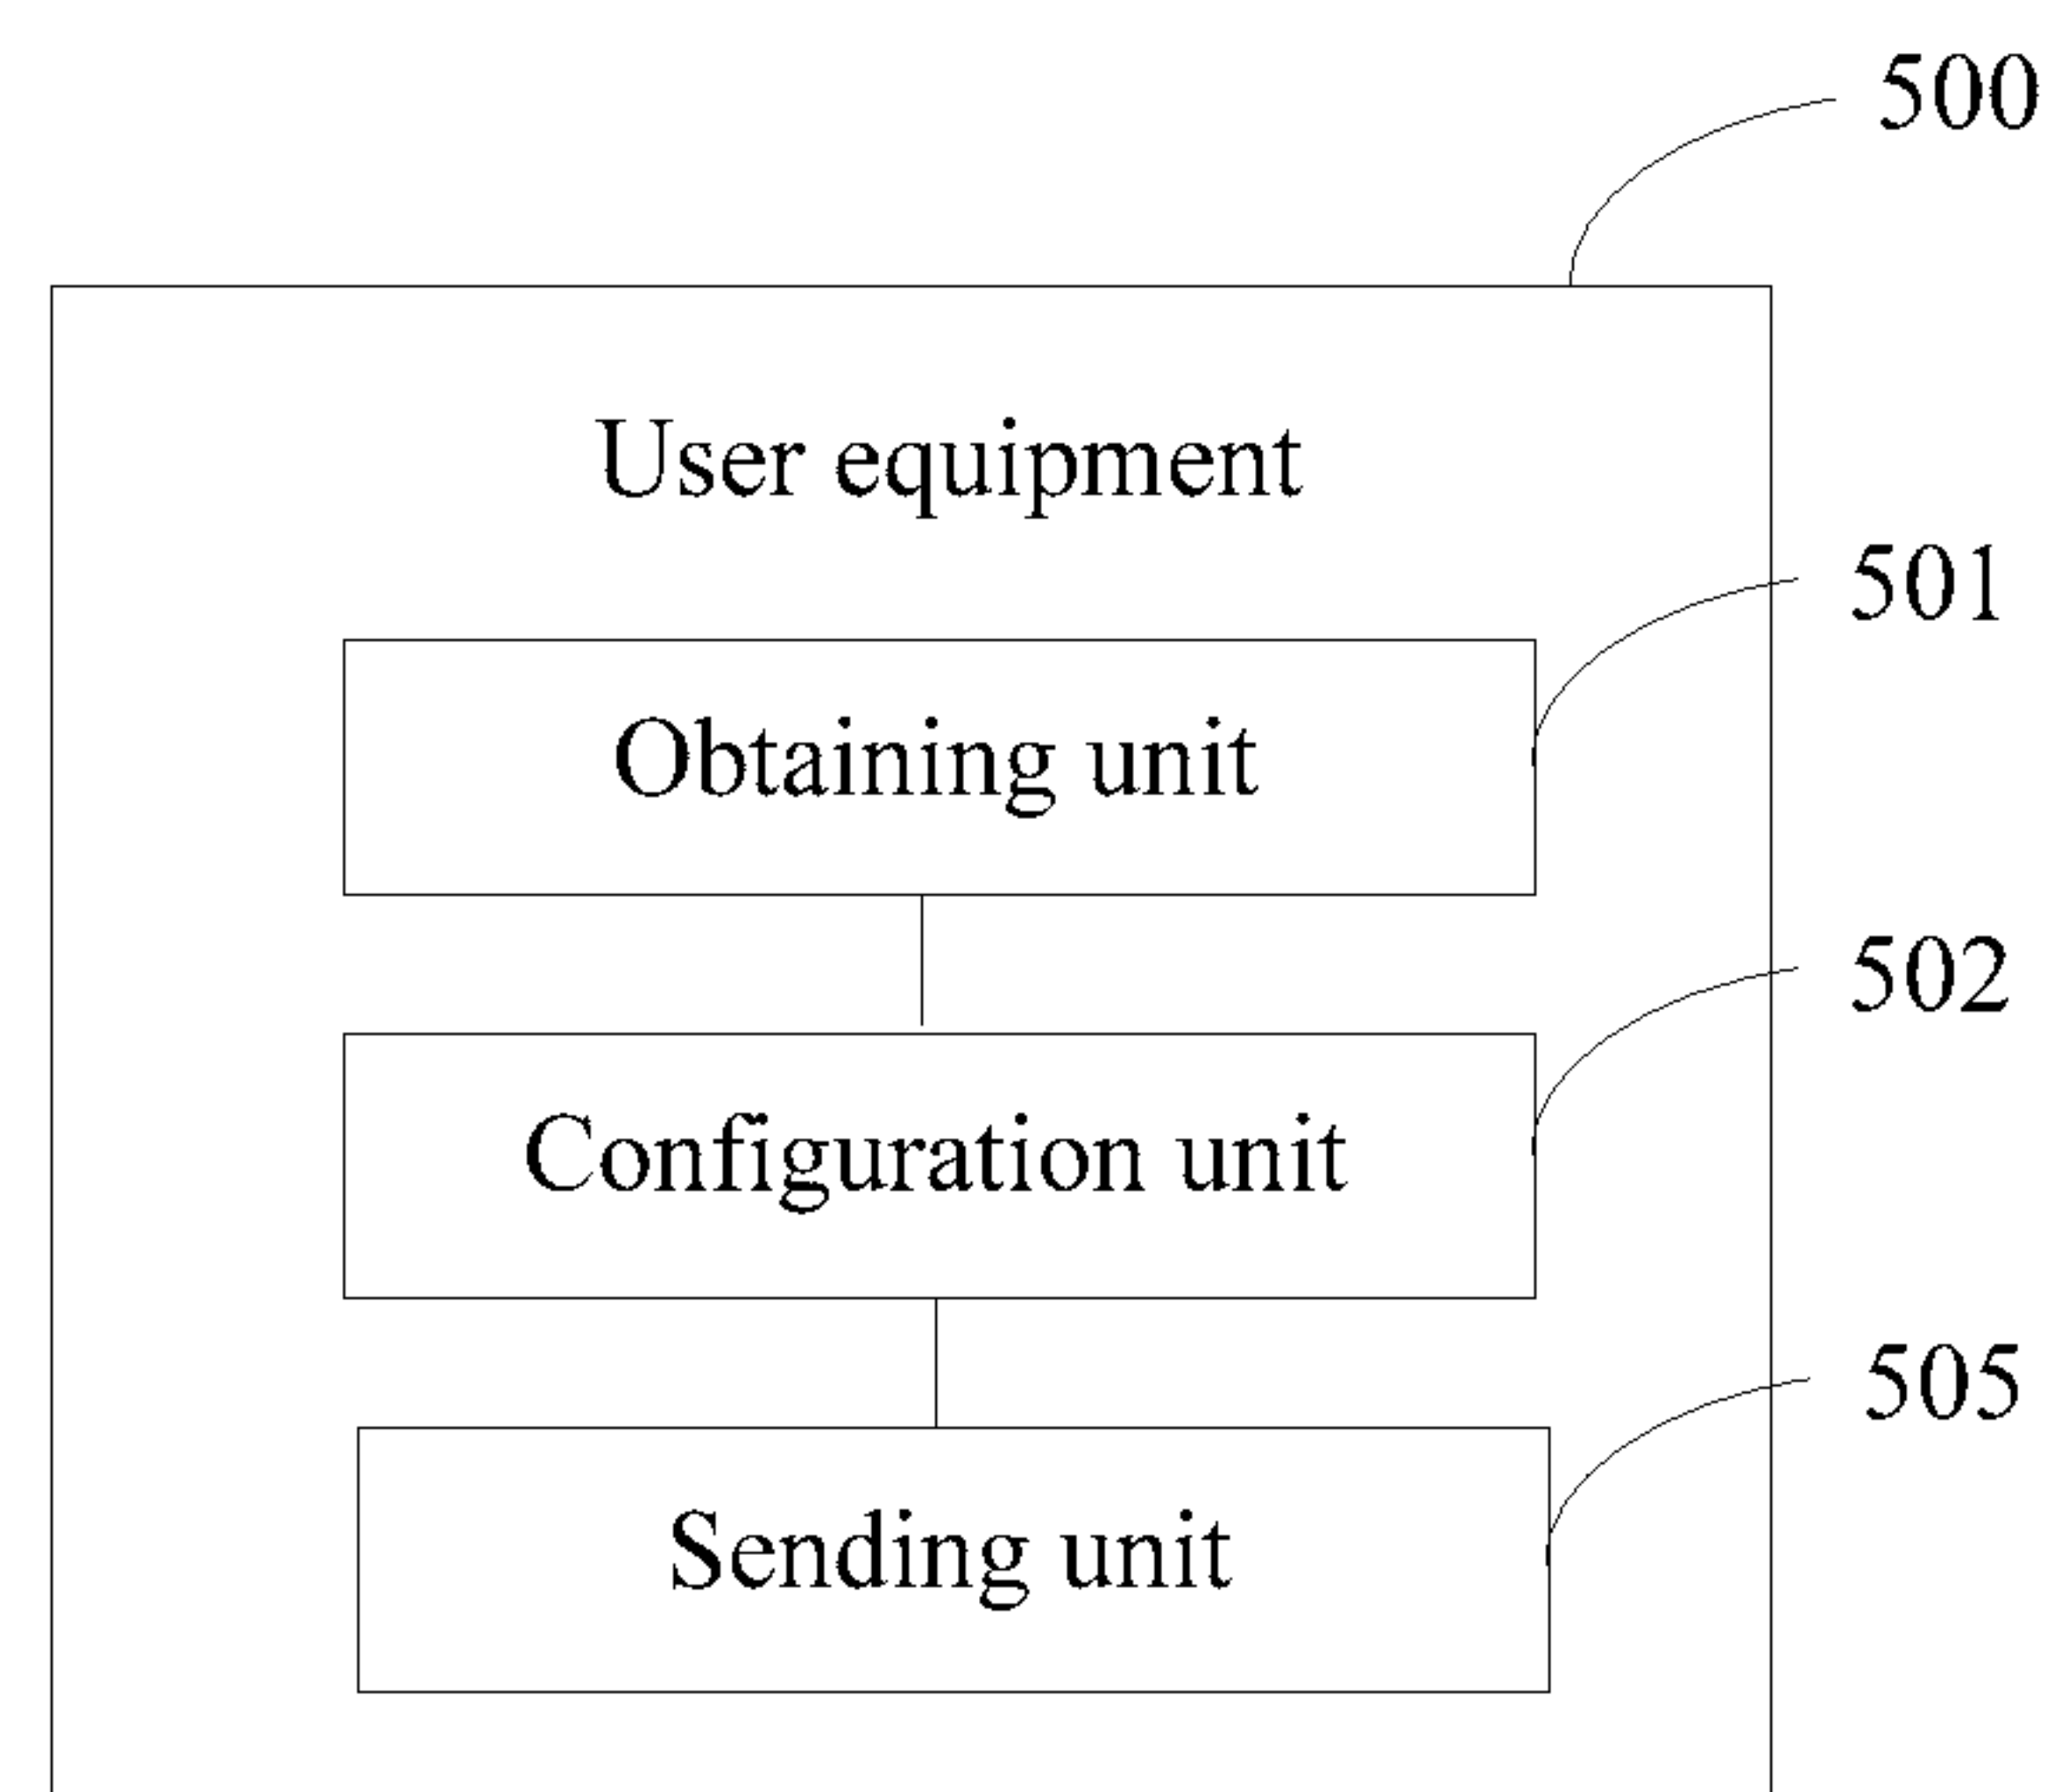 500
User equipment
501
Obtaining unit
502
Configuration unit
505
Sending unit